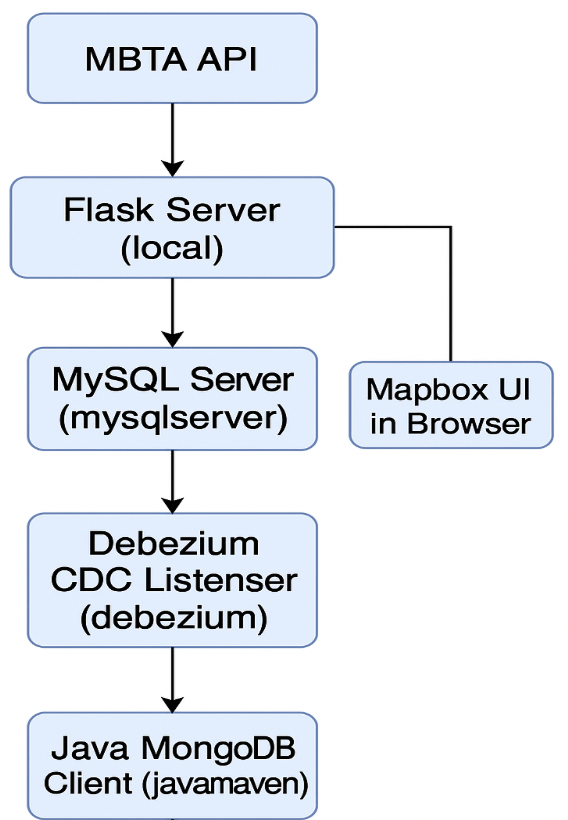 MBTA API
Flask Server
(local)
MySQL Server
(mysqlserver)
Mapbox UI
in Browser
Debezium
CDC Listenser
(debezium)
Java MongoDB
Client (javamaven)